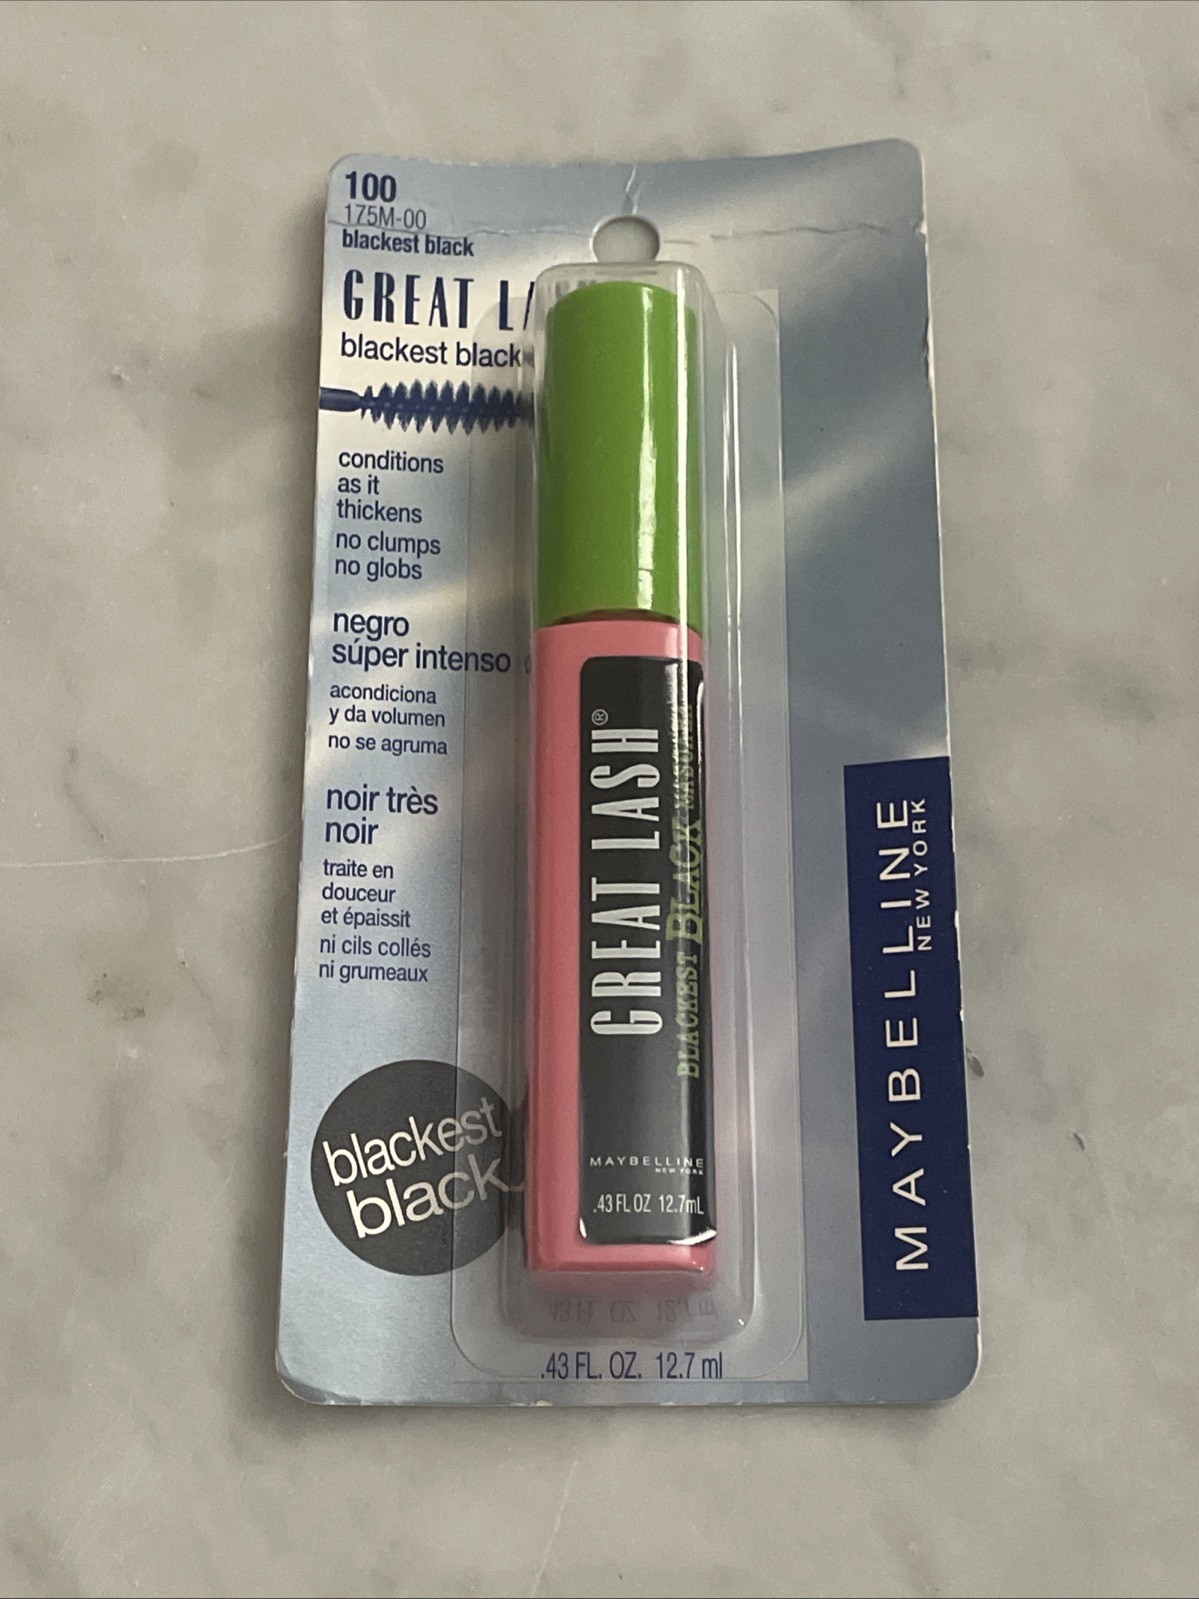 100
175M-00
blackest black
GREAT
blackest black
conditions
as it
thickens
no clumps
no globs
negro
súper intenso
acondiciona
y da volumen
no se agruma
noir très
noir
traite en
douceur
et épaissit
ni cils collés
ni grumeaux
blackest
black
GREAT LASH®
BLACKEST BLACK MASCARA
MAYBELLINE
NEW YORK
.43 FL OZ 12.7mL
.43 FL. OZ. 12.7 ml
MAYBELLINE
NEW YORK